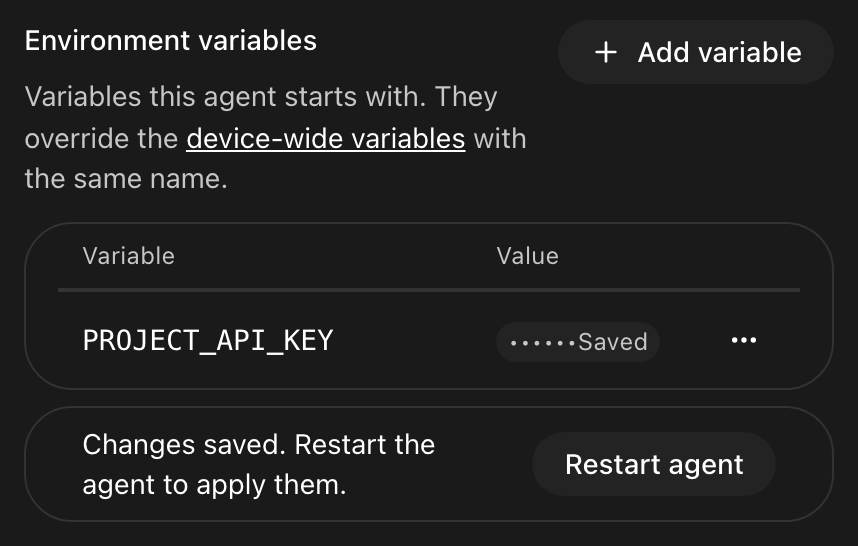 Environment variables
+ Add variable
Variables this agent starts with. They
override the device-wide variables with
the same name.
Variable
Value
PROJECT_API_KEY
······Saved
···
Changes saved. Restart the
agent to apply them.
Restart agent